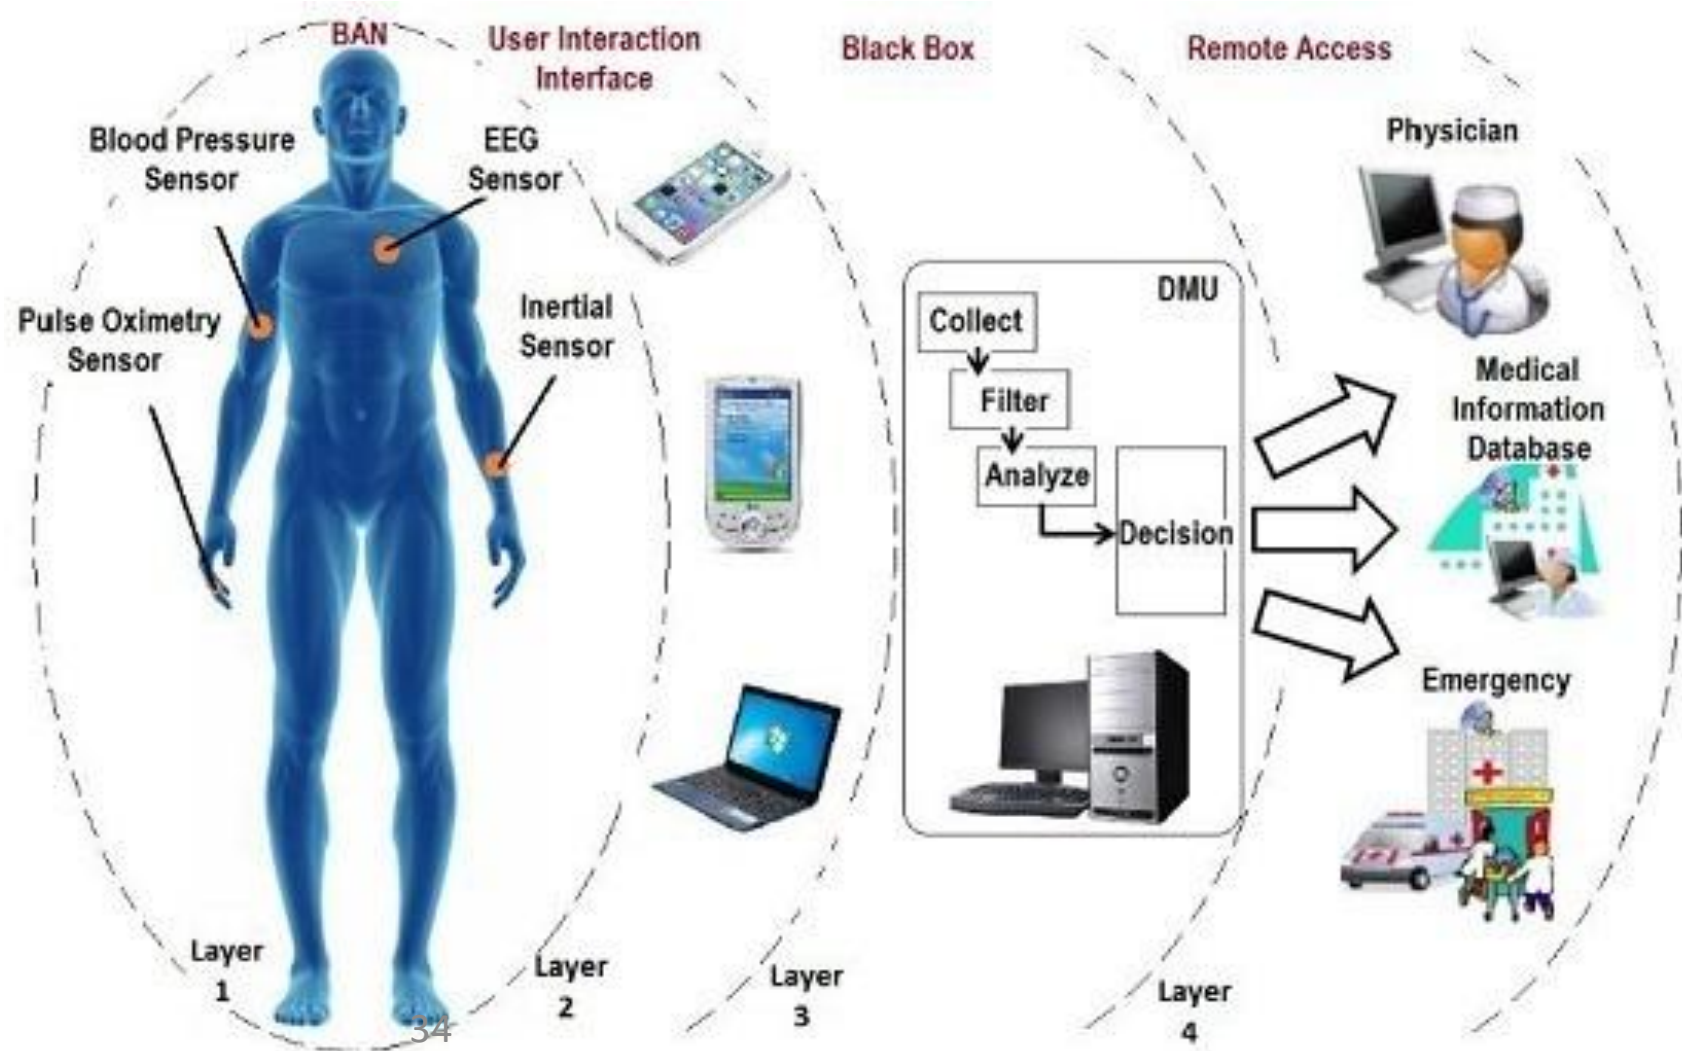 BAN
User Interaction
Interface
Black Box
Remote Access
Blood Pressure
Sensor
EEG
Sensor
Pulse Oximetry
Sensor
Inertial
Sensor
DMU
Collect
Filter
Analyze
Decision
Physician
Medical
Information
Database
Emergency
Layer
1
Layer
2
Layer
3
Layer
4
34